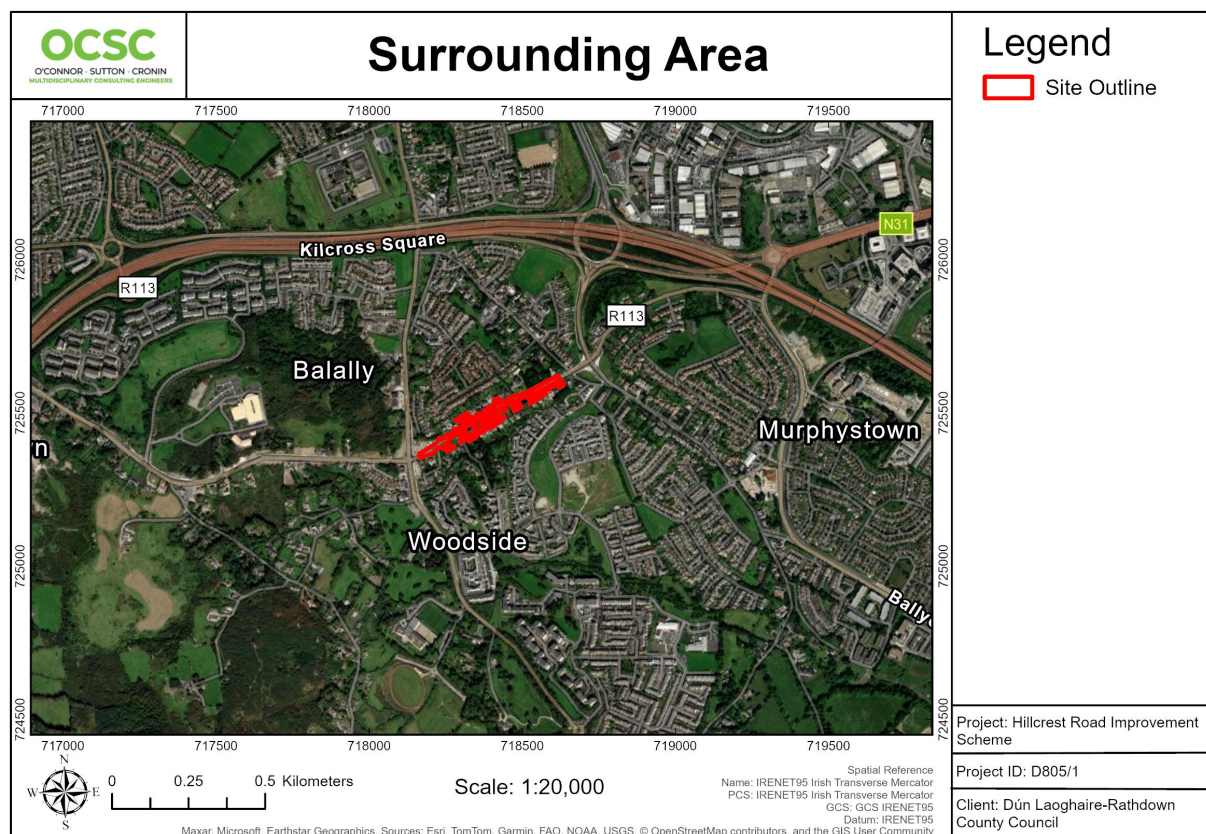 OCSC
O'CONNOR · SUTTON · CRONIN
MULTIDISCIPLINARY CONSULTING ENGINEERS
Surrounding Area
Legend
Site Outline
717000 717500 718000 718500 719000 719500
726000
725500
725000
724500
N31
Kilcross Square
R113
R113
Balally
Murphystown
Woodside
Ballyo
726000
725500
725000
724500
717000 717500 718000 718500 719000 719500
N
W E
S
0 0.25 0.5 Kilometers
Scale: 1:20,000
Spatial Reference
Name: IRENET95 Irish Transverse Mercator
PCS: IRENET95 Irish Transverse Mercator
GCS: GCS IRENET95
Datum: IRENET95
Maxar, Microsoft, Earthstar Geographics, Sources: Esri, TomTom, Garmin, FAO, NOAA, USGS, © OpenStreetMap contributors, and the GIS User Community
Project: Hillcrest Road Improvement
Scheme
Project ID: D805/1
Client: Dún Laoghaire-Rathdown
County Council